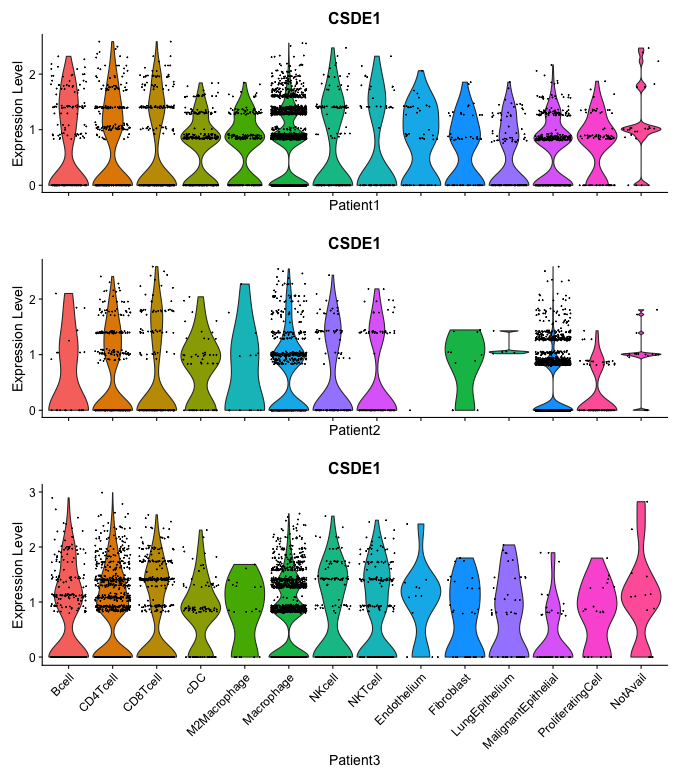 CSDE1
Expression Level
2
1
0
Patient1
CSDE1
Expression Level
2
1
0
Patient2
CSDE1
Expression Level
3
2
1
0
Bcell
CD4Tcell
CD8Tcell
cDC
M2Macrophage
Macrophage
NKcell
NKTcell
Endothelium
Fibroblast
LungEpithelium
MalignantEpithelial
ProliferatingCell
NotAvail
Patient3